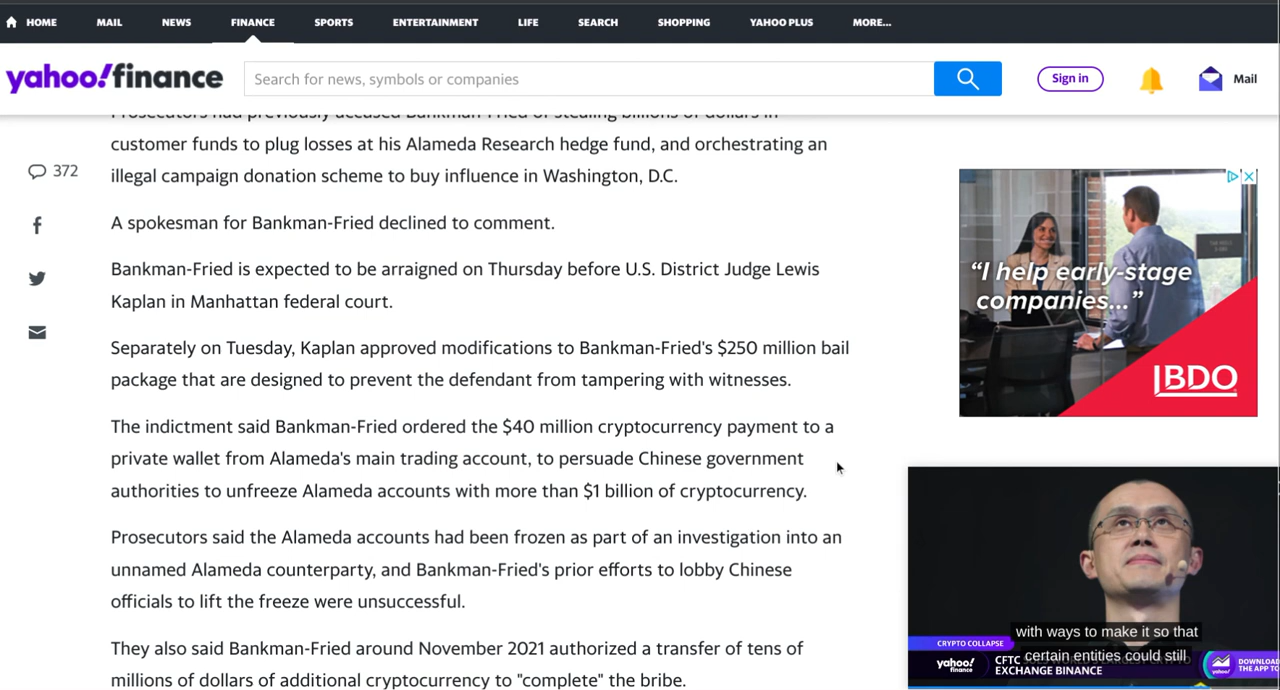 HOME MAIL NEWS FINANCE SPORTS ENTERTAINMENT LIFE SEARCH SHOPPING YAHOO PLUS MORE...
yahoo!finance
Search for news, symbols or companies
Sign in
Mail
Prosecutors had previously accused Bankman-Fried of stealing billions of dollars in
customer funds to plug losses at his Alameda Research hedge fund, and orchestrating an
illegal campaign donation scheme to buy influence in Washington, D.C.
372
A spokesman for Bankman-Fried declined to comment.
Bankman-Fried is expected to be arraigned on Thursday before U.S. District Judge Lewis
Kaplan in Manhattan federal court.
Separately on Tuesday, Kaplan approved modifications to Bankman-Fried's $250 million bail
package that are designed to prevent the defendant from tampering with witnesses.
The indictment said Bankman-Fried ordered the $40 million cryptocurrency payment to a
private wallet from Alameda's main trading account, to persuade Chinese government
authorities to unfreeze Alameda accounts with more than $1 billion of cryptocurrency.
Prosecutors said the Alameda accounts had been frozen as part of an investigation into an
unnamed Alameda counterparty, and Bankman-Fried's prior efforts to lobby Chinese
officials to lift the freeze were unsuccessful.
They also said Bankman-Fried around November 2021 authorized a transfer of tens of
millions of dollars of additional cryptocurrency to "complete" the bribe.
“I help early-stage
companies...”
BDO
with ways to make it so that
certain entities could still
CRYPTO COLLAPSE
yahoo!
finance
CFTC
EXCHANGE BINANCE
yahoo!
DOWNLOAD
THE APP TO